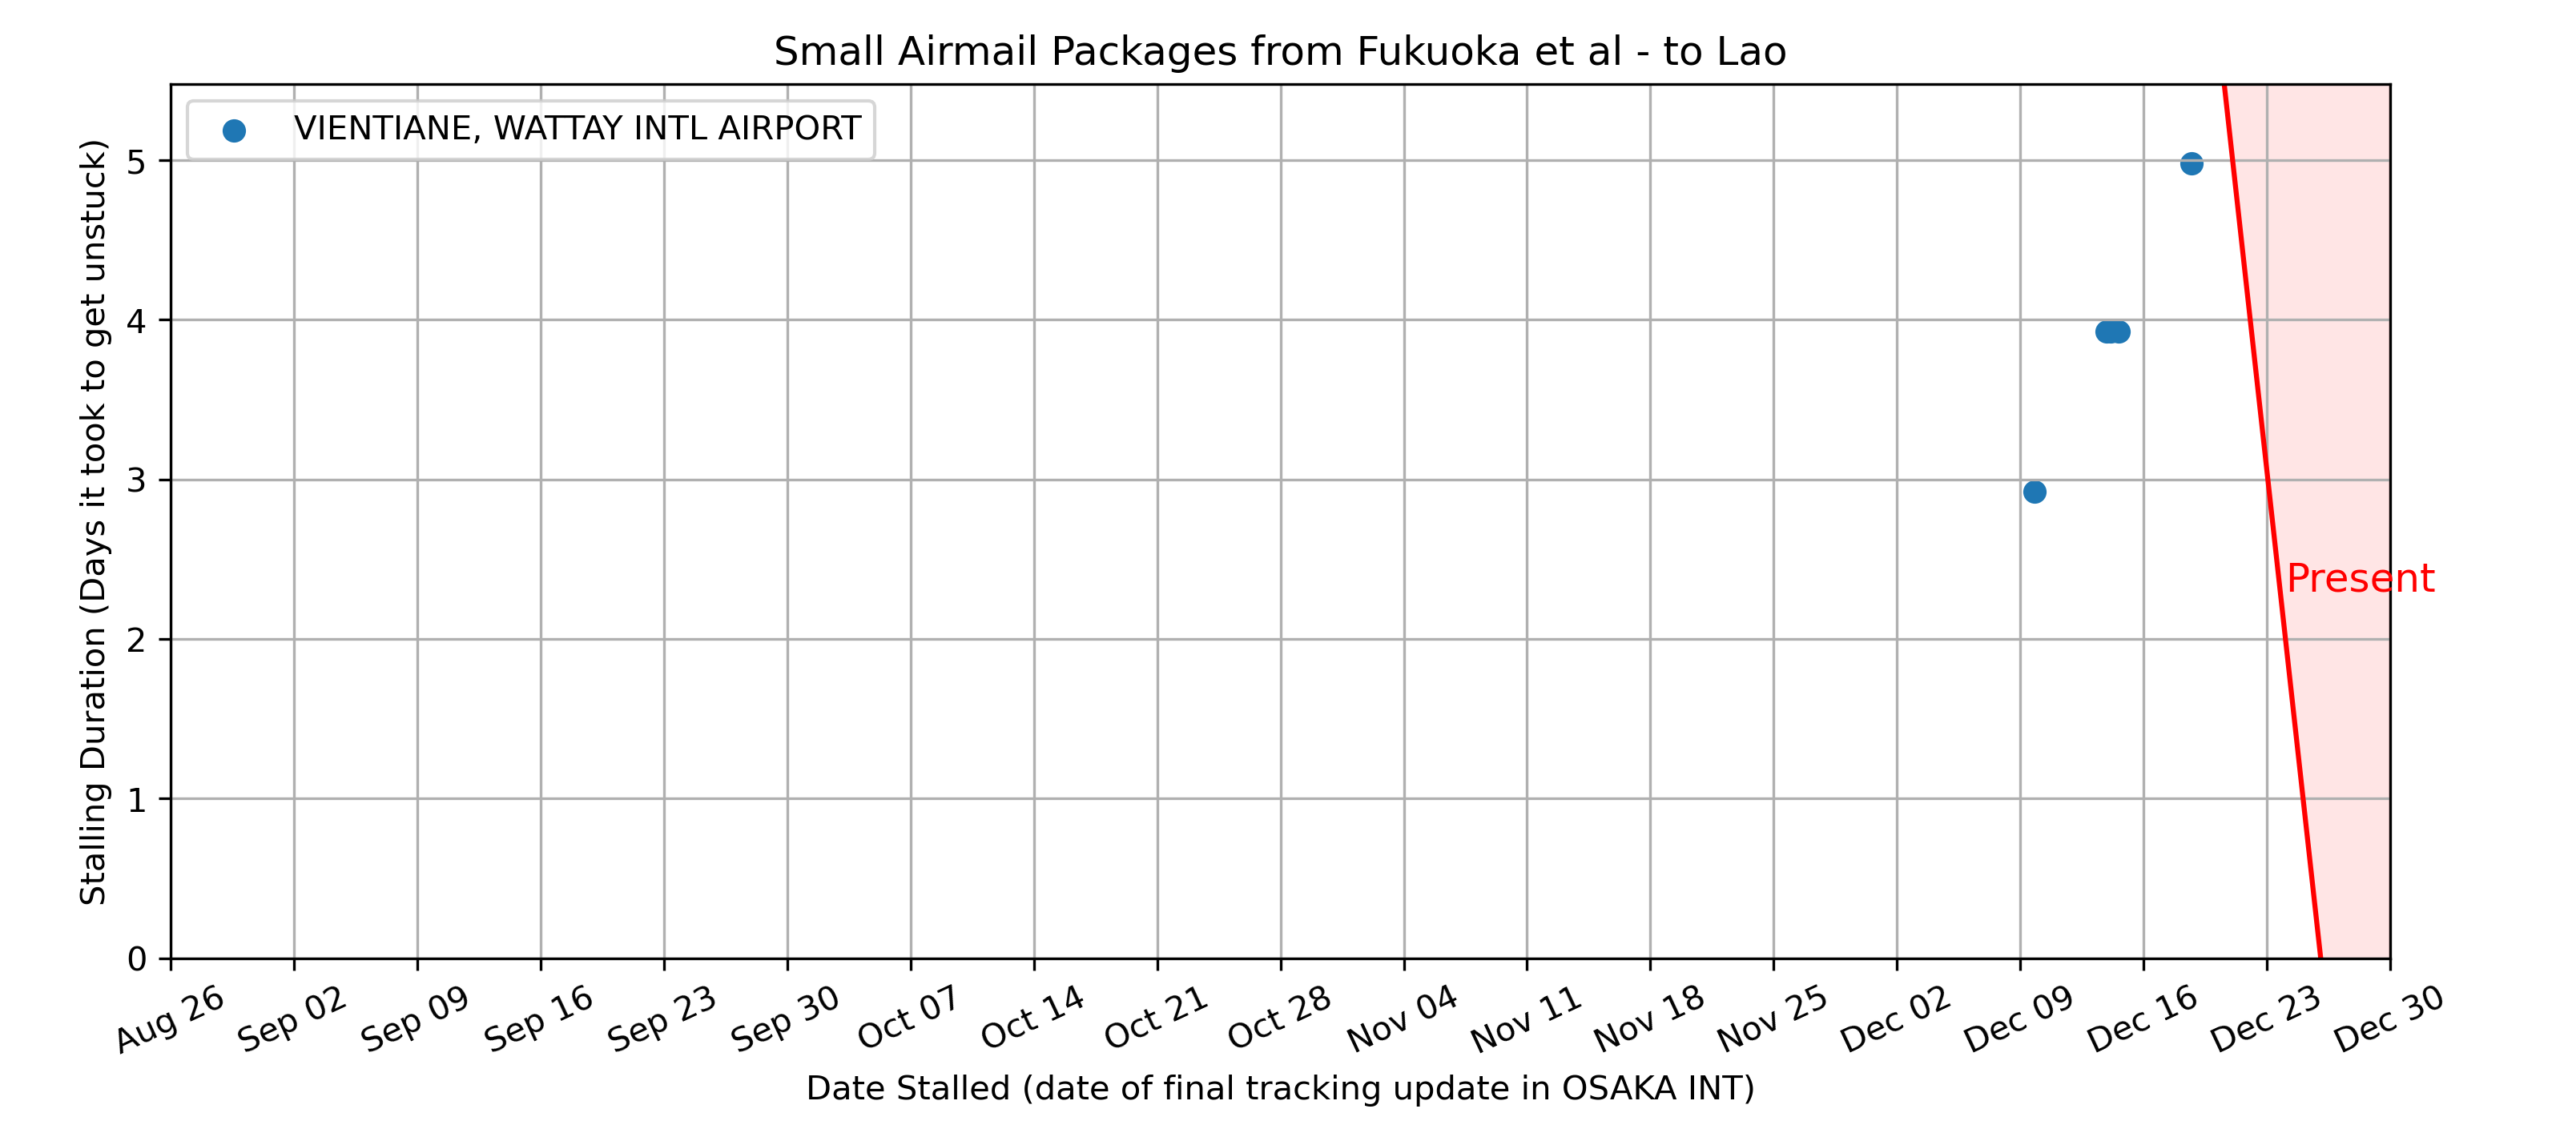 Small Airmail Packages from Fukuoka et al - to Lao
VIENTIANE, WATTAY INTL AIRPORT
Stalling Duration (Days it took to get unstuck)
5
4
3
2
1
0
Present
Aug 26
Sep 02
Sep 09
Sep 16
Sep 23
Sep 30
Oct 07
Oct 14
Oct 21
Oct 28
Nov 04
Nov 11
Nov 18
Nov 25
Dec 02
Dec 09
Dec 16
Dec 23
Dec 30
Date Stalled (date of final tracking update in OSAKA INT)